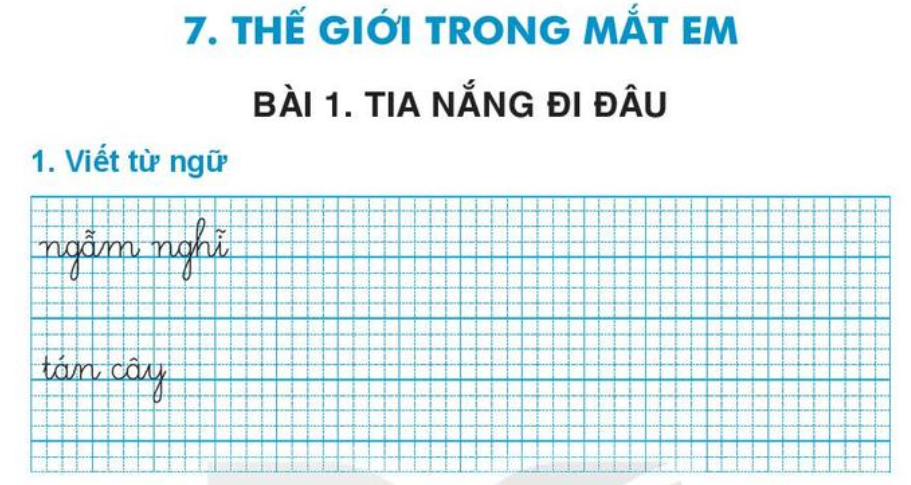 7. THẾ GIỚI TRONG MẮT EM
BÀI 1. TIA NẮNG ĐI ĐÂU
1. Viết từ ngữ
ngẫm nghĩ
tán cây